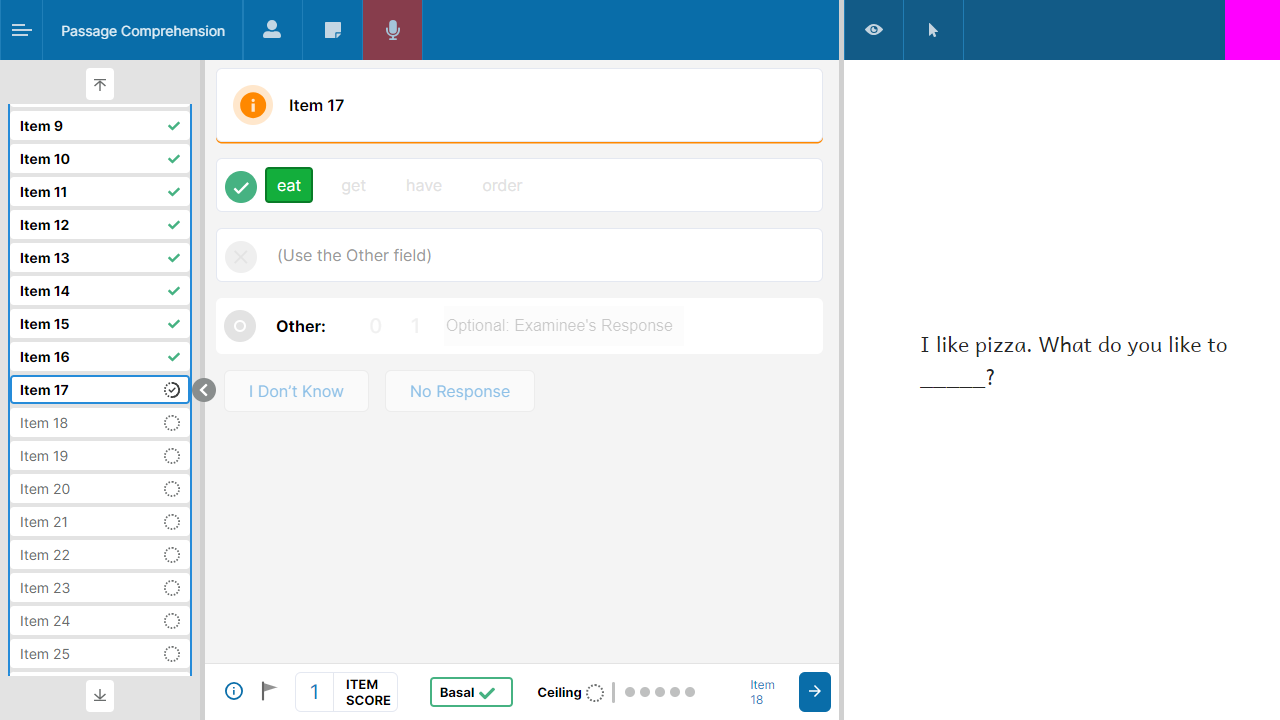 Passage Comprehension
Item 9
Item 10
Item 11
Item 12
Item 13
Item 14
Item 15
Item 16
Item 17
Item 18
Item 19
Item 20
Item 21
Item 22
Item 23
Item 24
Item 25
Item 17
eat get have order
(Use the Other field)
Other: 0 1 Optional: Examinee's Response
I Don’t Know No Response
1 ITEM
SCORE
Basal
Ceiling
Item
18
I like pizza. What do you like to
_____?